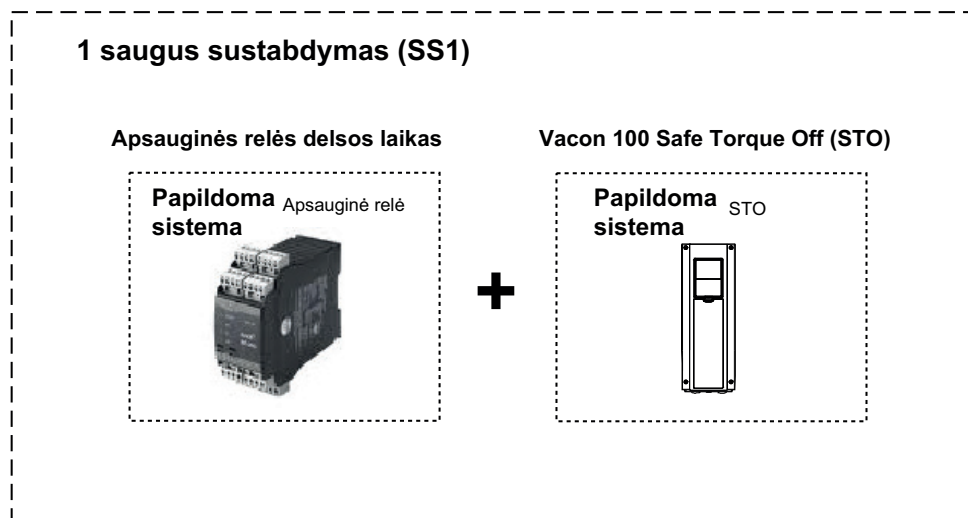 1 saugus sustabdymas (SS1)
Apsauginės relės delsos laikas
Vacon 100 Safe Torque Off (STO)
Papildoma sistema
Apsauginė relė
+
Papildoma sistema
STO